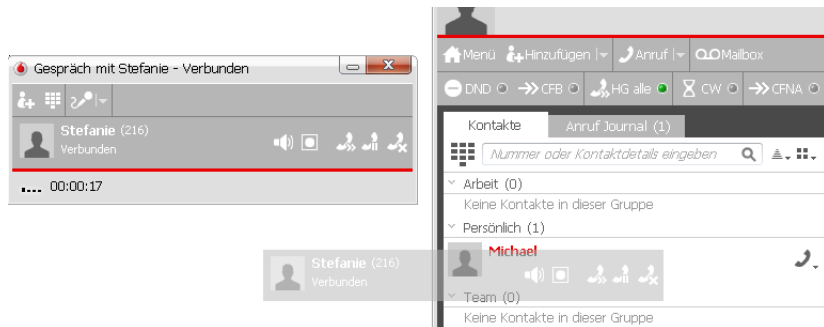 Gespräch mit Stefanie - Verbunden
Stefanie (216)
Verbunden
00:00:17
Menü Hinzufügen Anruf Mailbox
DND CFB HG alle CW CFNA
Kontakte Anruf Journal (1)
Nummer oder Kontaktdetails eingeben
Arbeit (0)
Keine Kontakte in dieser Gruppe
Persönlich (1)
Michael
Stefanie (216)
Verbunden
Team (0)
Keine Kontakte in dieser Gruppe